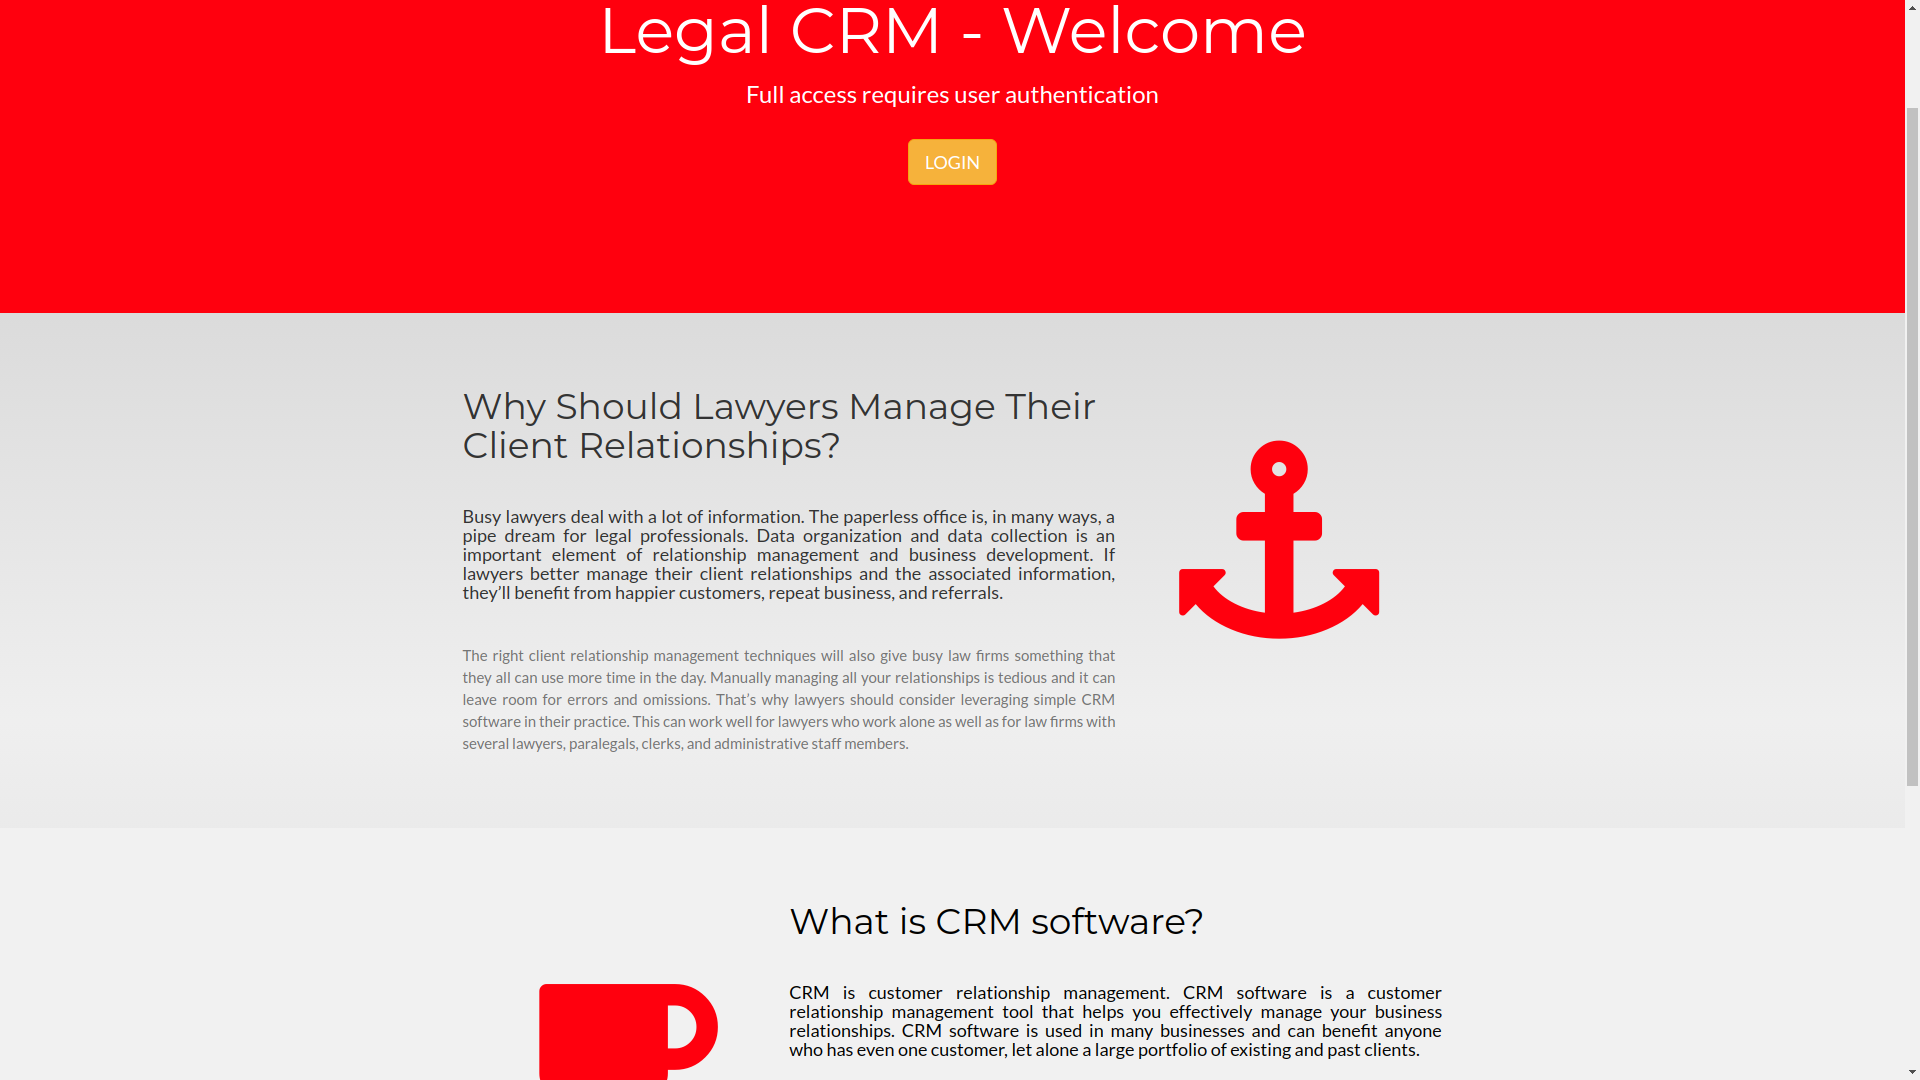 Legal CRM - Welcome
Full access requires user authentication
LOGIN
Why Should Lawyers Manage Their
Client Relationships?
Busy lawyers deal with a lot of information. The paperless office is, in many ways, a
pipe dream for legal professionals. Data organization and data collection is an
important element of relationship management and business development. If
lawyers better manage their client relationships and the associated information,
they’ll benefit from happier customers, repeat business, and referrals.
The right client relationship management techniques will also give busy law firms something that
they all can use more time in the day. Manually managing all your relationships is tedious and it can
leave room for errors and omissions. That’s why lawyers should consider leveraging simple CRM
software in their practice. This can work well for lawyers who work alone as well as for law firms with
several lawyers, paralegals, clerks, and administrative staff members.
What is CRM software?
CRM is customer relationship management. CRM software is a customer
relationship management tool that helps you effectively manage your business
relationships. CRM software is used in many businesses and can benefit anyone
who has even one customer, let alone a large portfolio of existing and past clients.